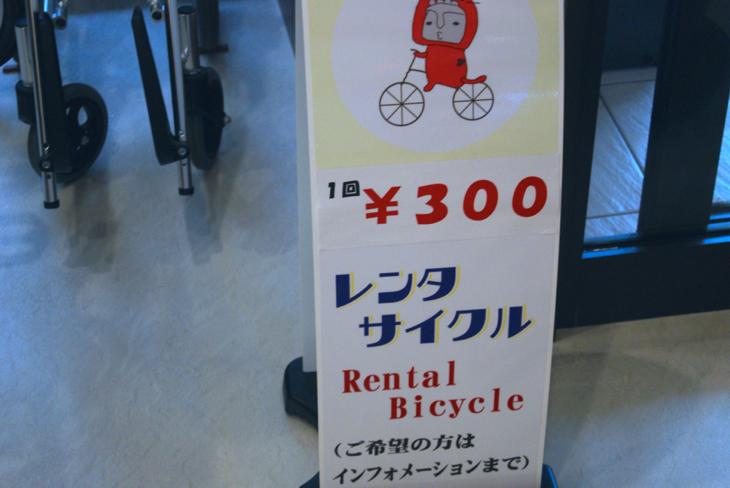 1回 ¥300
レンタ
サイクル
Rental
Bicycle
(ご希望の方は
インフォメーションまで)